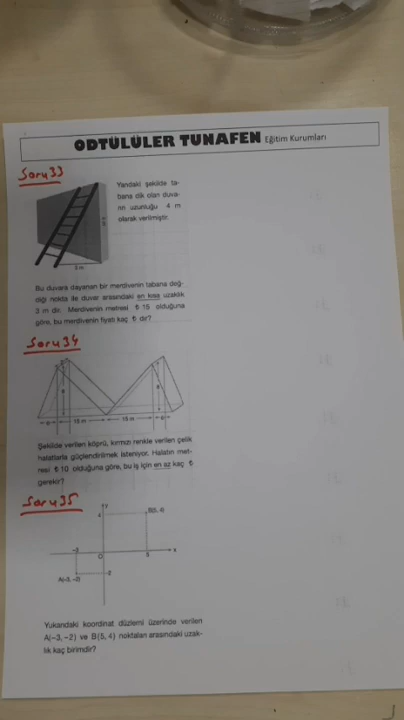 ODTÜLÜLER TUNAFEN Eğitim Kurumları
Soru 33
Yandaki şekilde ta-
bana dik olan duva-
rın uzunluğu 4 m
olarak verilmiştir.
3 m
Bu duvara dayanan bir merdivenin tabana değ-
diği nokta ile duvar arasındaki en kısa uzaklık
3 m dir. Merdivenin metresi ₺ 15 olduğuna
göre, bu merdivenin fiyatı kaç ₺ dir?
Soru 34
15 m 15 m
Şekilde verilen köprü, kırmızı renkle verilen çelik
halatlarla güçlendirilmek isteniyor. Halatın met-
resi ₺ 10 olduğuna göre, bu iş için en az kaç ₺
gerekir?
Soru 35
y
4 B(5, 4)
-3 O 5 x
A(-3, -2) -2
Yukarıdaki koordinat düzlemi üzerinde verilen
A(-3, -2) ve B(5, 4) noktaları arasındaki uzak-
lık kaç birimdir?